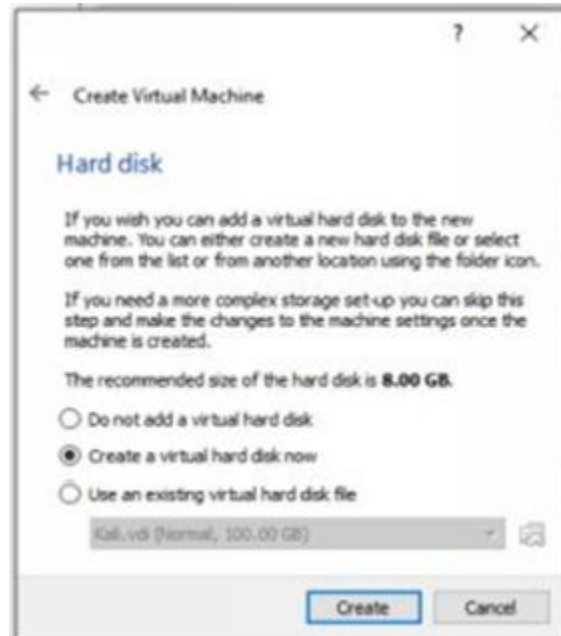 ?
Create Virtual Machine
Hard disk
If you wish you can add a virtual hard disk to the new
machine. You can either create a new hard disk file or select
one from the list or from another location using the folder icon.
If you need a more complex storage set-up you can skip this
step and make the changes to the machine settings once the
machine is created.
The recommended size of the hard disk is 8.00 GB.
Do not add a virtual hard disk
Create a virtual hard disk now
Use an existing virtual hard disk file
Kali.vdi (Normal, 100.00 GB)
Create Cancel